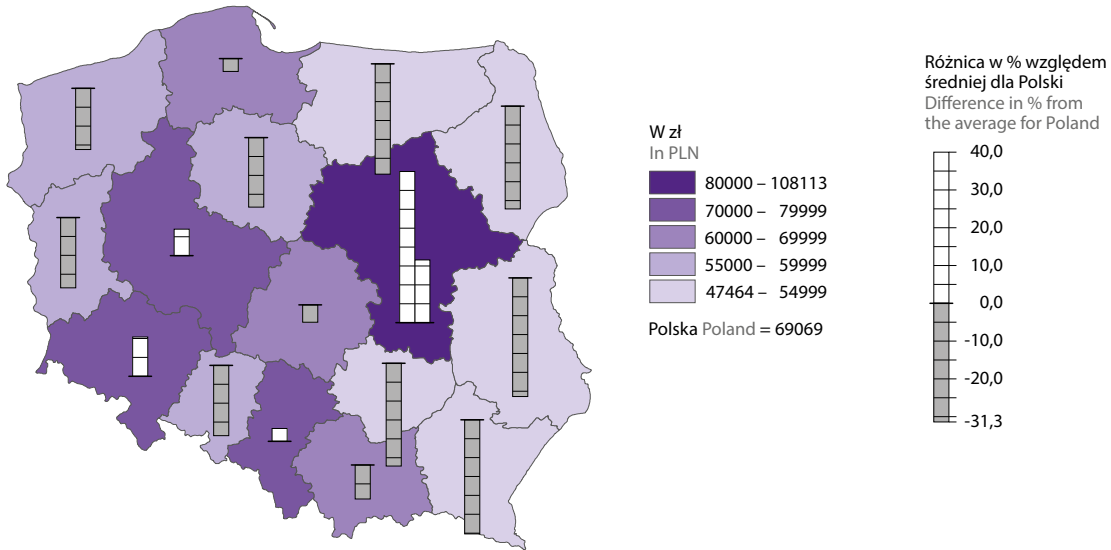 W zł
In PLN
80000 – 108113
70000 – 79999
60000 – 69999
55000 – 59999
47464 – 54999
Polska Poland = 69069
Różnica w % względem
średniej dla Polski
Difference in % from
the average for Poland
40,0
30,0
20,0
10,0
0,0
-10,0
-20,0
-31,3